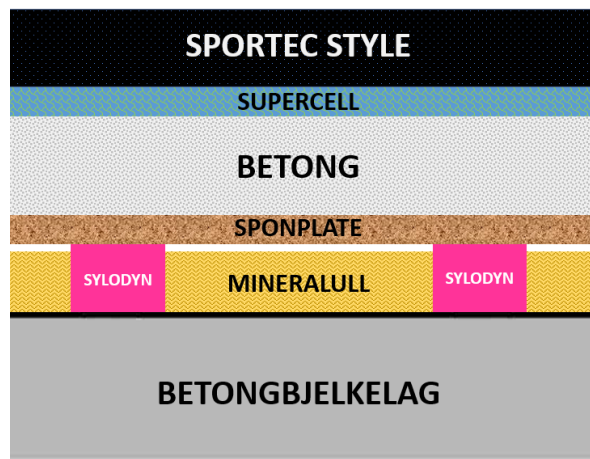 SPORTEC STYLE
SUPERCELL
BETONG
SPONPLATE
SYLODYN
MINERALULL
SYLODYN
BETONGBJELKELAG